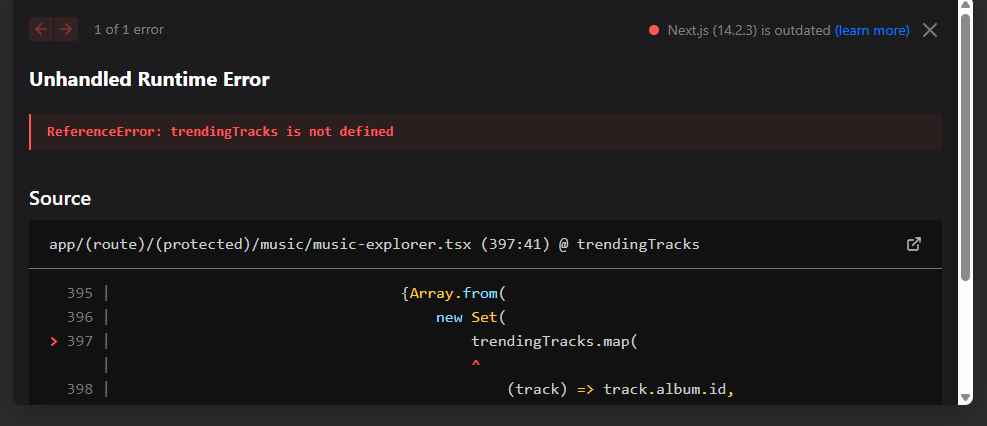 1 of 1 error
Next.js (14.2.3) is outdated (learn more)
Unhandled Runtime Error
ReferenceError: trendingTracks is not defined
Source
app/(route)/(protected)/music/music-explorer.tsx (397:41) @ trendingTracks
395 | {Array.from(
396 | new Set(
> 397 | trendingTracks.map(
| ^
398 | (track) => track.album.id,